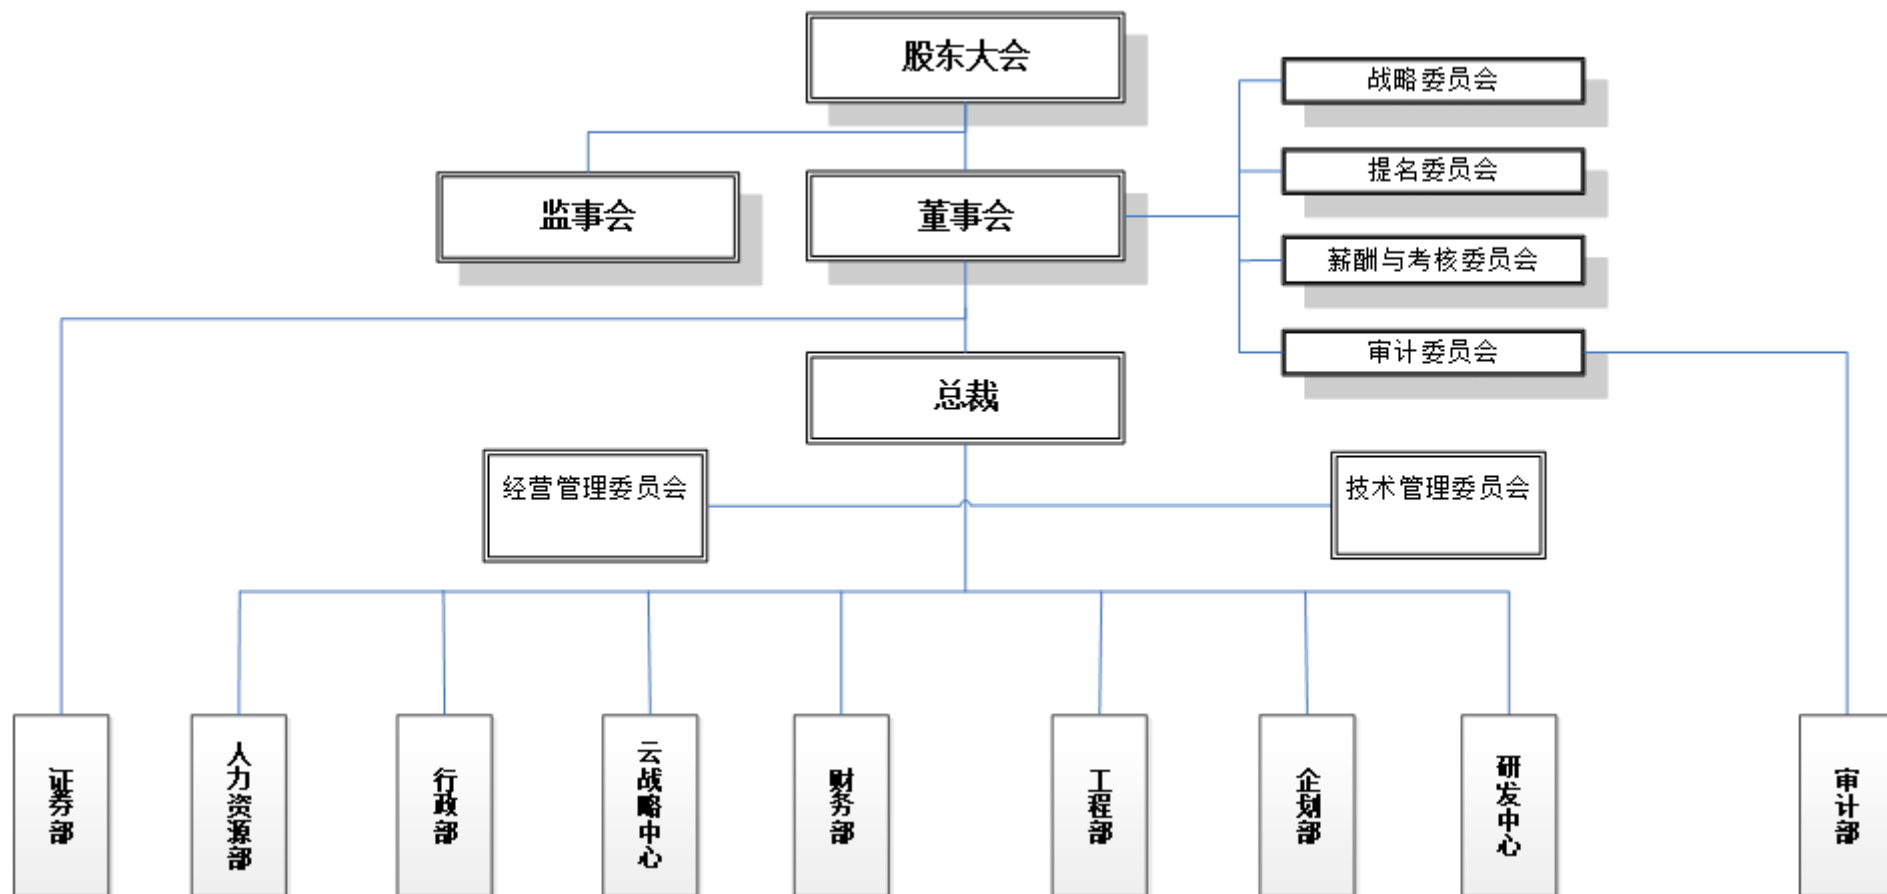 股东大会
战略委员会
提名委员会
监事会
董事会
薪酬与考核委员会
审计委员会
总裁
经营管理委员会
技术管理委员会
证券部
人力资源部
行政部
云战略中心
财务部
工程部
企划部
研发中心
审计部